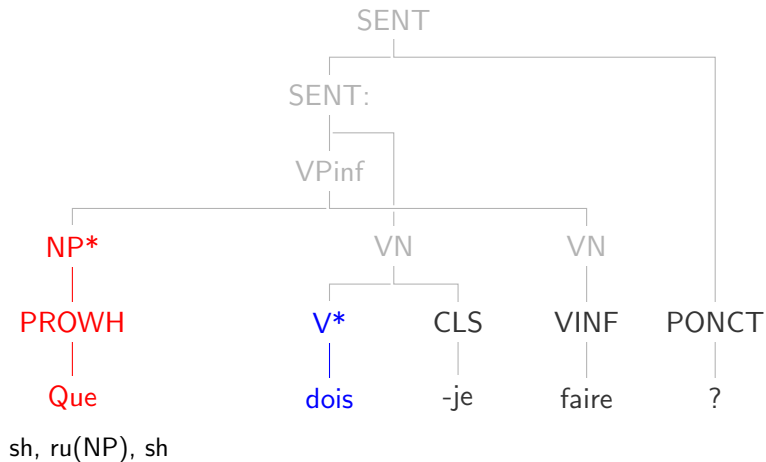 SENT
SENT:
VPinf
NP* VN VN
PROWH V* CLS VINF PONCT
Que dois -je faire ?
sh, ru(NP), sh